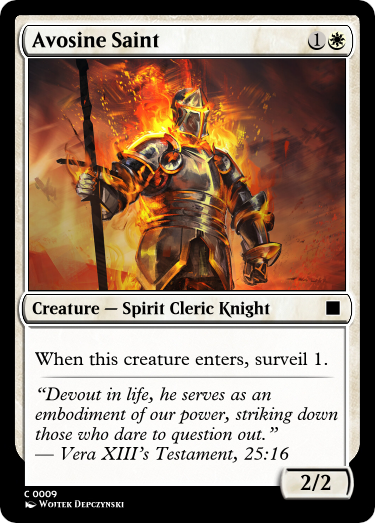 Avosine Saint 1
Creature — Spirit Cleric Knight
When this creature enters, surveil 1.
“Devout in life, he serves as an
embodiment of our power, striking down
those who dare to question out.”
— Vera XIII’s Testament, 25:16
2/2
C 0009
Wojtek Depczynski